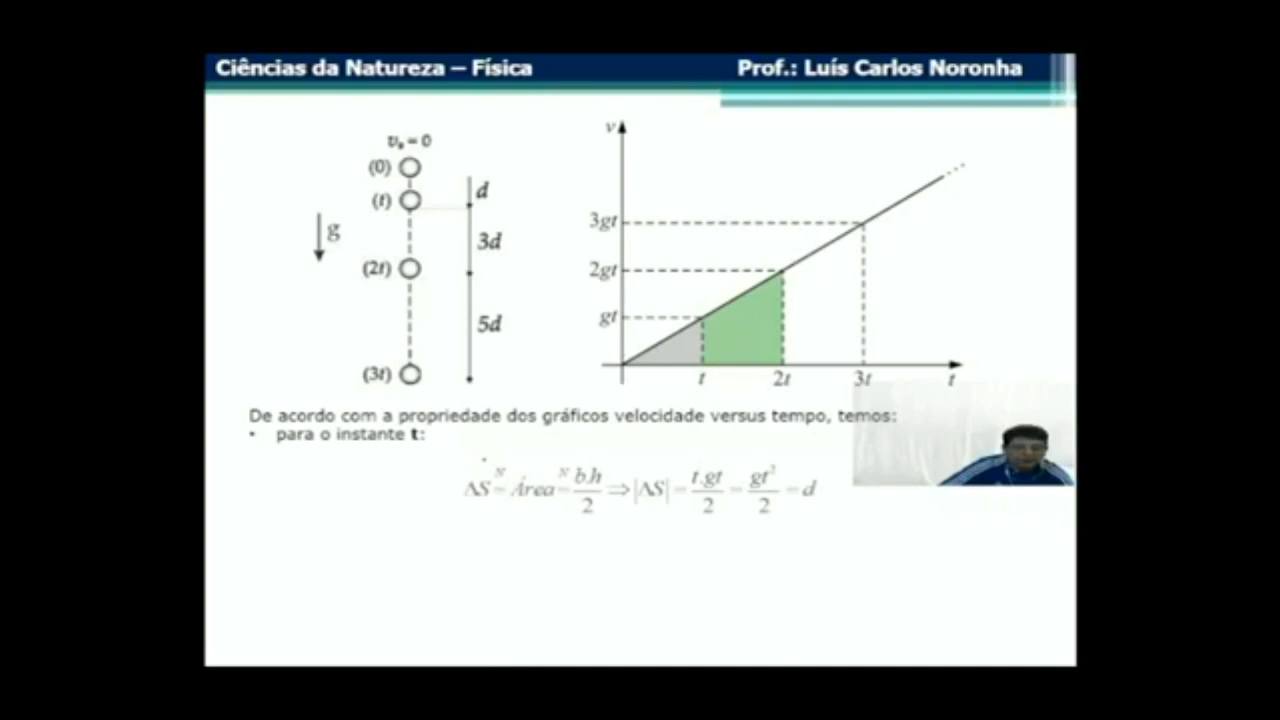 Ciências da Natureza – Física
Prof.: Luís Carlos Noronha
v₀ = 0
(0)
(t)
(2t)
(3t)
g
d
3d
5d
v
3gt
2gt
gt
t
2t
3t
t
De acordo com a propriedade dos gráficos velocidade versus tempo, temos:
• para o instante t:
ΔS =ᴺ Área =ᴺ b.h/2 ⇒ |ΔS| = t.gt/2 = gt²/2 = d